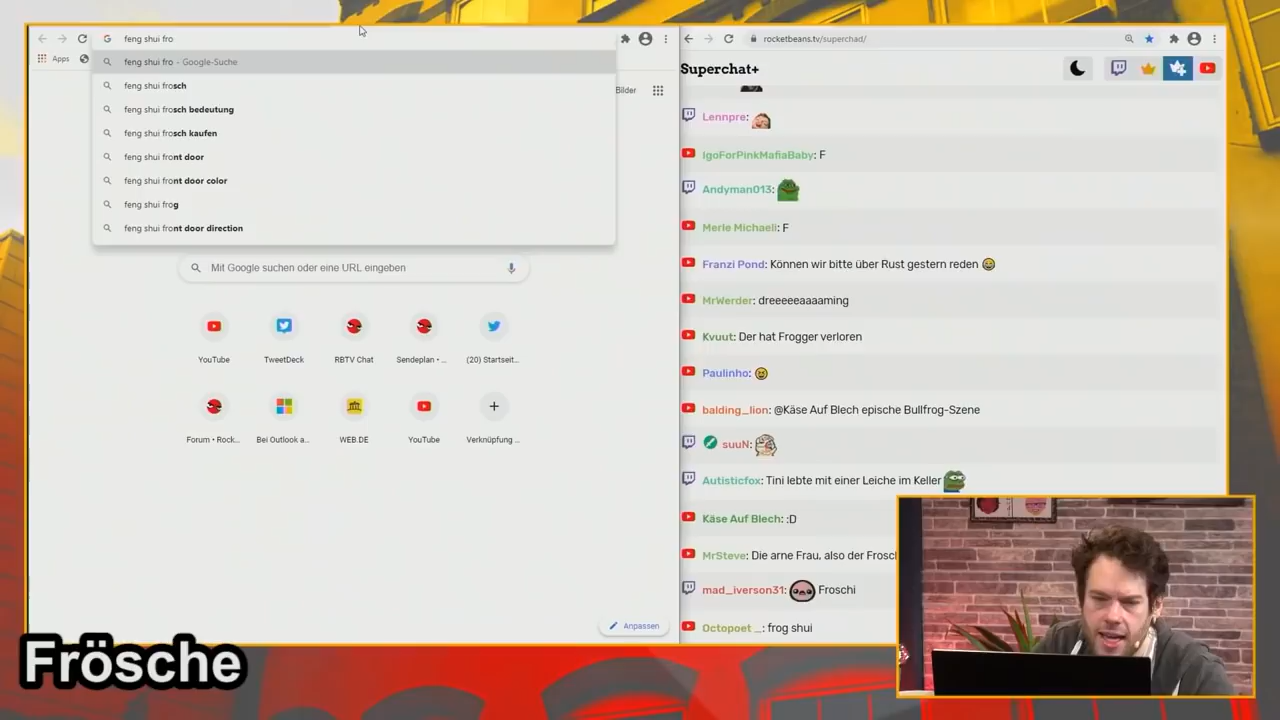 feng shui fro
feng shui fro - Google-Suche
feng shui frosch
feng shui frosch bedeutung
feng shui frosch kaufen
feng shui front door
feng shui front door color
feng shui frog
feng shui front door direction
Apps
Bilder
Mit Google suchen oder eine URL eingeben
YouTube
TweetDeck
RBTV Chat
Sendeplan • ...
(20) Startseit...
Forum • Rock...
Bei Outlook a...
WEB.DE
YouTube
Verknüpfung ...
Anpassen
rocketbeans.tv/superchad/
Superchat+
Lennpre:
IgoForPinkMafiaBaby: F
Andyman013:
Merle Michaeli: F
Franzi Pond: Können wir bitte über Rust gestern reden
MrWerder: dreeeeeaaaaming
Kvuut: Der hat Frogger verloren
Paulinho:
balding_lion: @Käse Auf Blech epische Bullfrog-Szene
suuN:
Autisticfox: Tini lebte mit einer Leiche im Keller
Käse Auf Blech: :D
MrSteve: Die arne Frau, also der Frosc
mad_iverson31: Froschi
Octopoet _: frog shui
Frösche